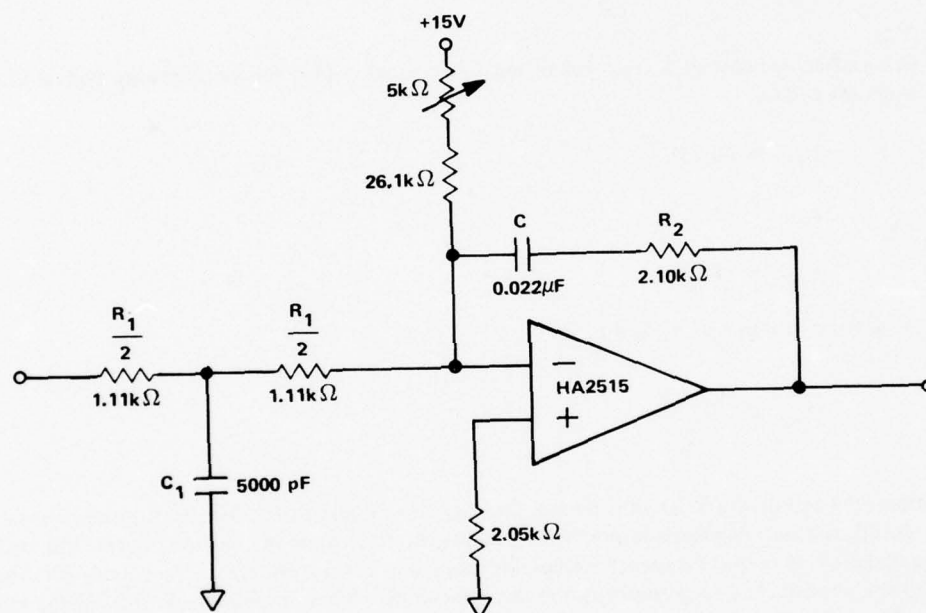 +15V
5kΩ
26.1kΩ
C
R2
0.022μF
2.10kΩ
R1
2
R1
2
1.11kΩ
1.11kΩ
−
HA2515
+
C1
5000 pF
2.05kΩ